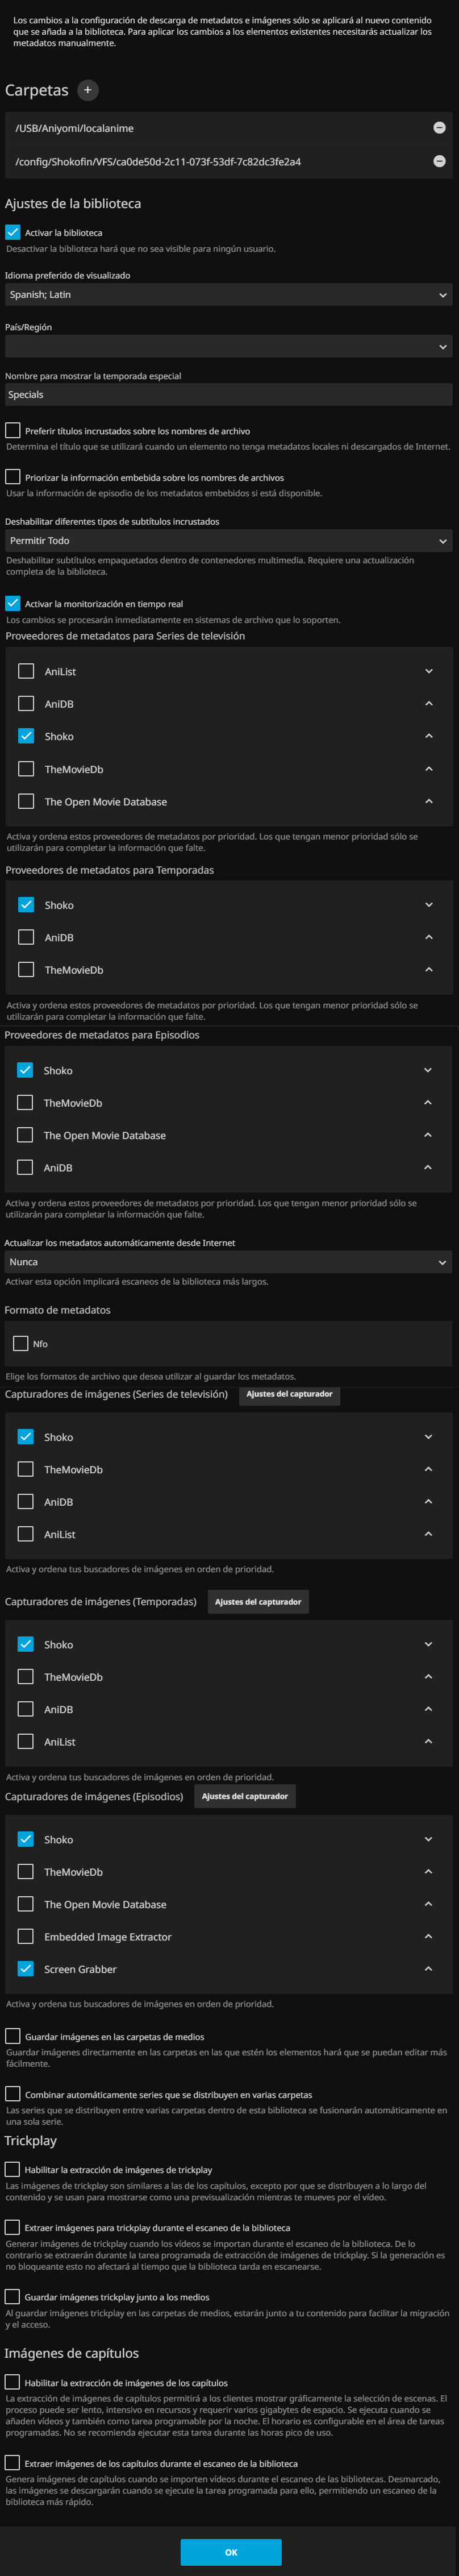 Los cambios a la configuración de descarga de metadatos e imágenes sólo se aplicará al nuevo contenido
que se añada a la biblioteca. Para aplicar los cambios a los elementos existentes necesitarás actualizar los
metadatos manualmente.
Carpetas +
/USB/Aniyomi/localanime
/config/Shokofin/VFS/ca0de50d-2c11-073f-53df-7c82dc3fe2a4
Ajustes de la biblioteca
Activar la biblioteca
Desactivar la biblioteca hará que no sea visible para ningún usuario.
Idioma preferido de visualizado
Spanish; Latin
País/Región
Nombre para mostrar la temporada especial
Specials
Preferir títulos incrustados sobre los nombres de archivo
Determina el título que se utilizará cuando un elemento no tenga metadatos locales ni descargados de Internet.
Priorizar la información embebida sobre los nombres de archivos
Usar la información de episodio de los metadatos embebidos si está disponible.
Deshabilitar diferentes tipos de subtítulos incrustados
Permitir Todo
Deshabilitar subtítulos empaquetados dentro de contenedores multimedia. Requiere una actualización
completa de la biblioteca.
Activar la monitorización en tiempo real
Los cambios se procesarán inmediatamente en sistemas de archivo que lo soporten.
Proveedores de metadatos para Series de televisión
AniList
AniDB
Shoko
TheMovieDb
The Open Movie Database
Activa y ordena estos proveedores de metadatos por prioridad. Los que tengan menor prioridad sólo se
utilizarán para completar la información que falte.
Proveedores de metadatos para Temporadas
Shoko
AniDB
TheMovieDb
Activa y ordena estos proveedores de metadatos por prioridad. Los que tengan menor prioridad sólo se
utilizarán para completar la información que falte.
Proveedores de metadatos para Episodios
Shoko
TheMovieDb
The Open Movie Database
AniDB
Activa y ordena estos proveedores de metadatos por prioridad. Los que tengan menor prioridad sólo se
utilizarán para completar la información que falte.
Actualizar los metadatos automáticamente desde Internet
Nunca
Activar esta opción implicará escaneos de la biblioteca más largos.
Formato de metadatos
Nfo
Elige los formatos de archivo que desea utilizar al guardar los metadatos.
Capturadores de imágenes (Series de televisión) Ajustes del capturador
Shoko
TheMovieDb
AniDB
AniList
Activa y ordena tus buscadores de imágenes en orden de prioridad.
Capturadores de imágenes (Temporadas) Ajustes del capturador
Shoko
TheMovieDb
AniDB
AniList
Activa y ordena tus buscadores de imágenes en orden de prioridad.
Capturadores de imágenes (Episodios) Ajustes del capturador
Shoko
TheMovieDb
The Open Movie Database
Embedded Image Extractor
Screen Grabber
Activa y ordena tus buscadores de imágenes en orden de prioridad.
Guardar imágenes en las carpetas de medios
Guardar imágenes directamente en las carpetas en las que estén los elementos hará que se puedan editar más
fácilmente.
Combinar automáticamente series que se distribuyen en varias carpetas
Las series que se distribuyen entre varias carpetas dentro de esta biblioteca se fusionarán automáticamente en
una sola serie.
Trickplay
Habilitar la extracción de imágenes de trickplay
Las imágenes de trickplay son similares a las de los capítulos, excepto por que se distribuyen a lo largo del
contenido y se usan para mostrarse como una previsualización mientras te mueves por el vídeo.
Extraer imágenes para trickplay durante el escaneo de la biblioteca
Generar imágenes de trickplay cuando los vídeos se importan durante el escaneo de la biblioteca. De lo
contrario se extraerán durante la tarea programada de extracción de imágenes de trickplay. Si la generación es
no bloqueante esto no afectará al tiempo que la biblioteca tarda en escanearse.
Guardar imágenes trickplay junto a los medios
Al guardar imágenes trickplay en las carpetas de medios, estarán junto a tu contenido para facilitar la migración
y el acceso.
Imágenes de capítulos
Habilitar la extracción de imágenes de los capítulos
La extracción de imágenes de capítulos permitirá a los clientes mostrar gráficamente la selección de escenas. El
proceso puede ser lento, intensivo en recursos y requerir varios gigabytes de espacio. Se ejecuta cuando se
añaden vídeos y también como tarea programable por la noche. El horario es configurable en el área de tareas
programadas. No se recomienda ejecutar esta tarea durante las horas pico de uso.
Extraer imágenes de los capítulos durante el escaneo de la biblioteca
Genera imágenes de capítulos cuando se importen vídeos durante el escaneo de las bibliotecas. Desmarcado,
las imágenes se descargarán cuando se ejecute la tarea programada para ello, permitiendo un escaneo de la
biblioteca más rápido.
OK